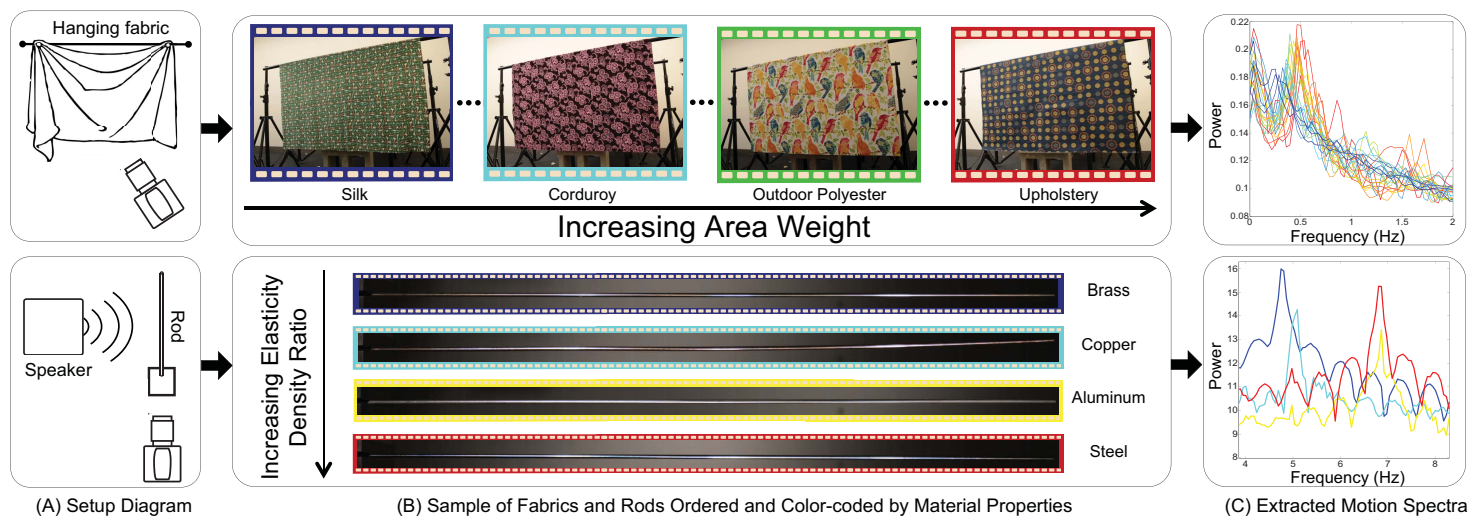 Hanging fabric
Silk
Corduroy
Outdoor Polyester
Upholstery
Increasing Area Weight
Power
0.22
0.2
0.18
0.16
0.14
0.12
0.1
0.08
0
0.5
1
1.5
2
Frequency (Hz)
Speaker
Rod
Increasing Elasticity
Density Ratio
Brass
Copper
Aluminum
Steel
Power
16
15
14
13
12
11
10
9
8
4
5
6
7
8
Frequency (Hz)
(A) Setup Diagram
(B) Sample of Fabrics and Rods Ordered and Color-coded by Material Properties
(C) Extracted Motion Spectra